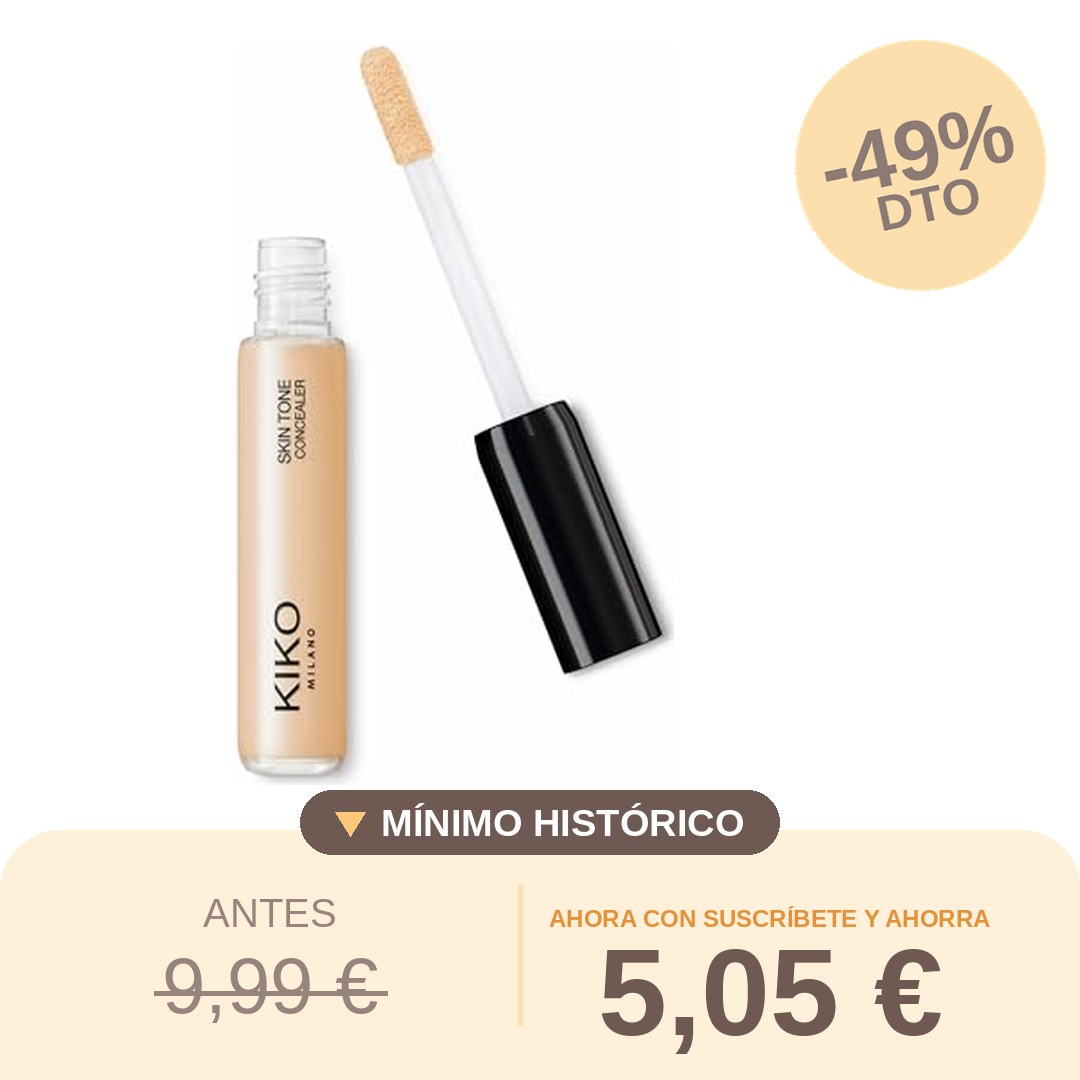 -49%
DTO
SKIN TONE
CONCEALER
KIKO
MILANO
MÍNIMO HISTÓRICO
ANTES
9,99 €
AHORA CON SUSCRÍBETE Y AHORRA
5,05 €